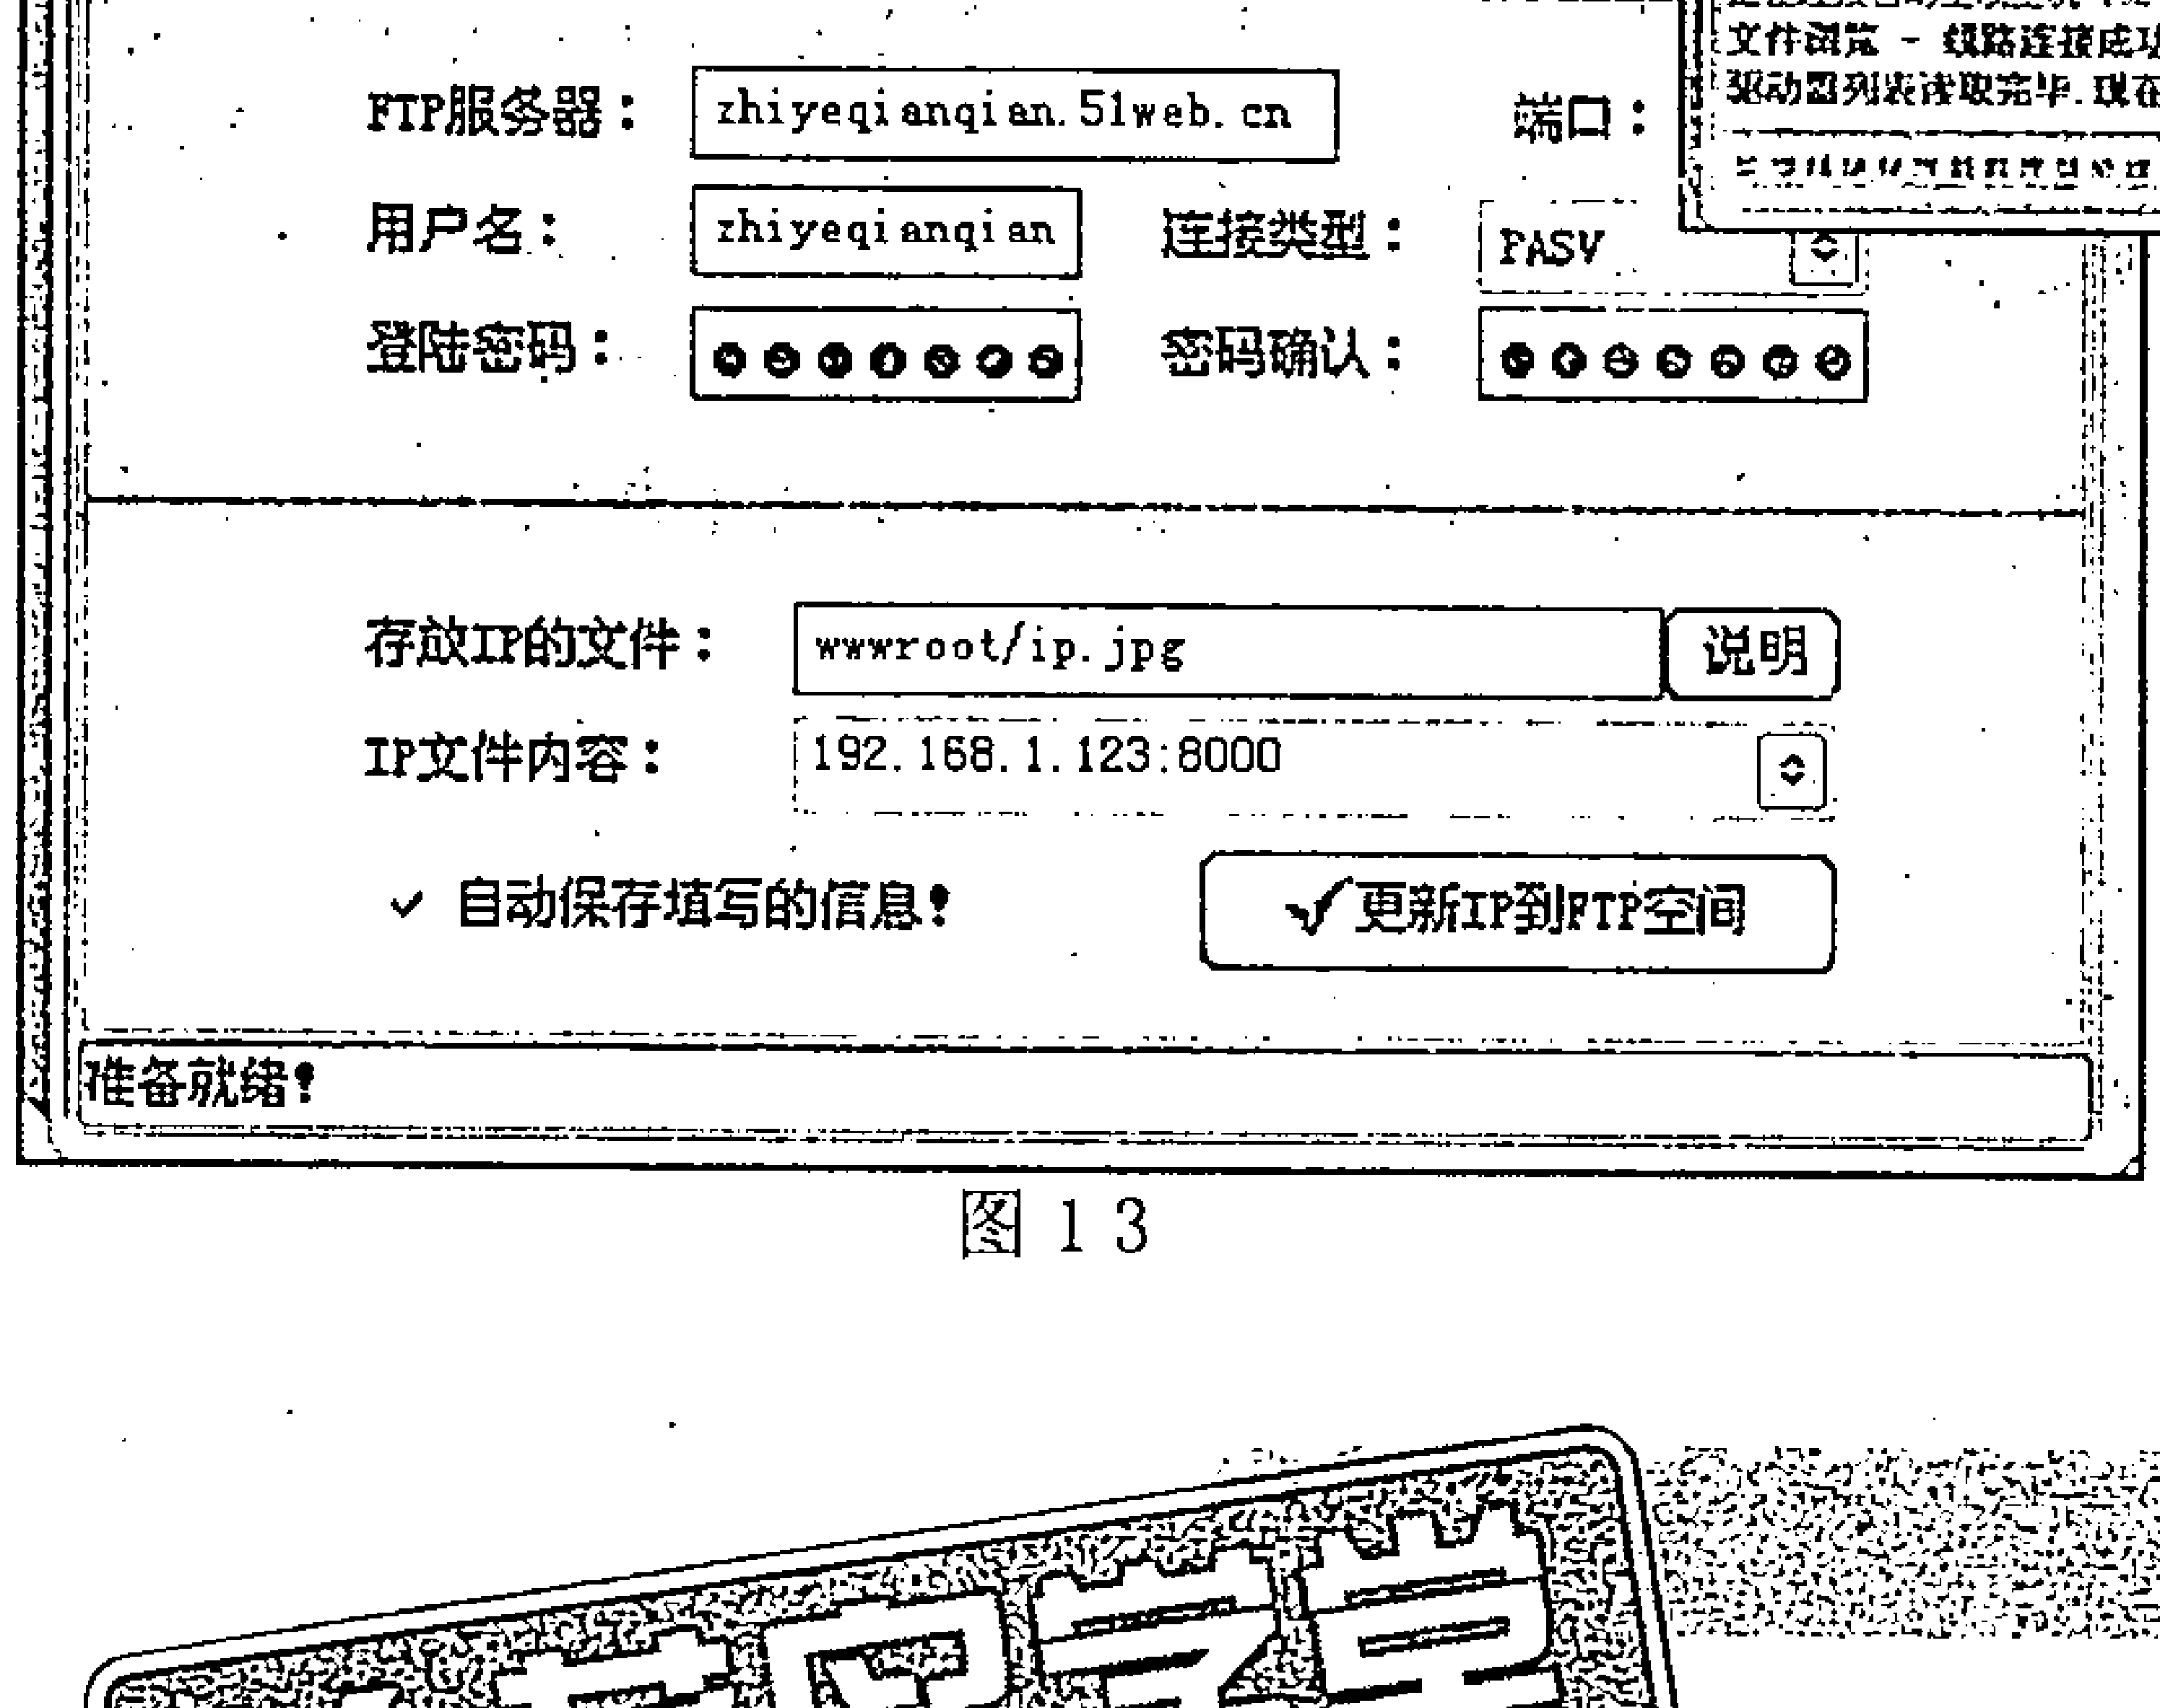 文件浏览 - 线路连接成功
驱动器列表读取完毕.现在
FTP服务器： zhiyeqianqian.51web.cn 端口：
用户名： zhiyeqianqian 连接类型： PASV
登陆密码： 密码确认：
存放IP的文件： wwwroot/ip.jpg 说明
IP文件内容： 192.168.1.123:8000
自动保存填写的信息! 更新IP到FTP空间
准备就绪!
图 13